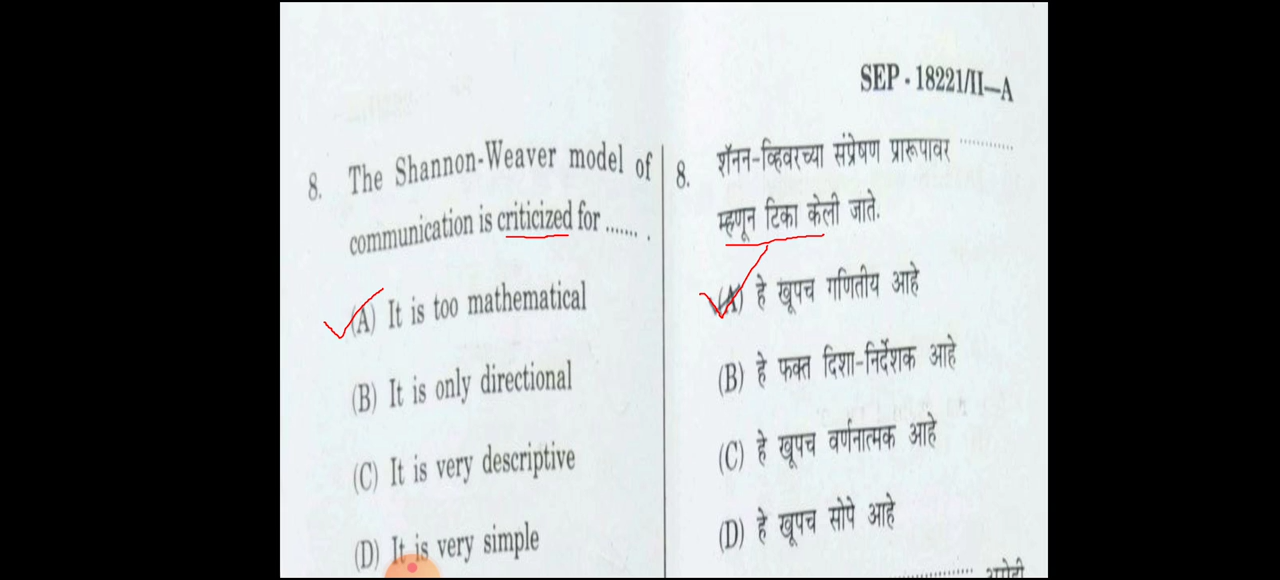 SEP - 18221/II—A
8. The Shannon-Weaver model of
communication is criticized for ....... .
(A) It is too mathematical
(B) It is only directional
(C) It is very descriptive
(D) It is very simple
8. शॅनन-व्हिवरच्या संप्रेषण प्रारूपावर .............
म्हणून टिका केली जाते.
(A) हे खूपच गणितीय आहे
(B) हे फक्त दिशा-निर्देशक आहे
(C) हे खूपच वर्णनात्मक आहे
(D) हे खूपच सोपे आहे